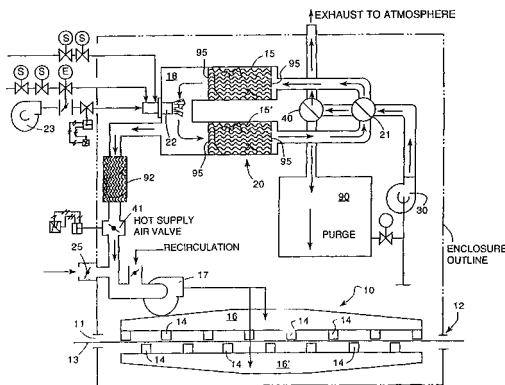 EXHAUST TO ATMOSPHERE
S S
95 15 95
18
S S E
15'
40
21
23
22
95 95
20
92
90
30
41
HOT SUPPLY
AIR VALVE
PURGE
RECIRCULATION
ENCLOSURE
OUTLINE
25
17
10
16
12
11
14 14 14 14
13
14 14 14
16'